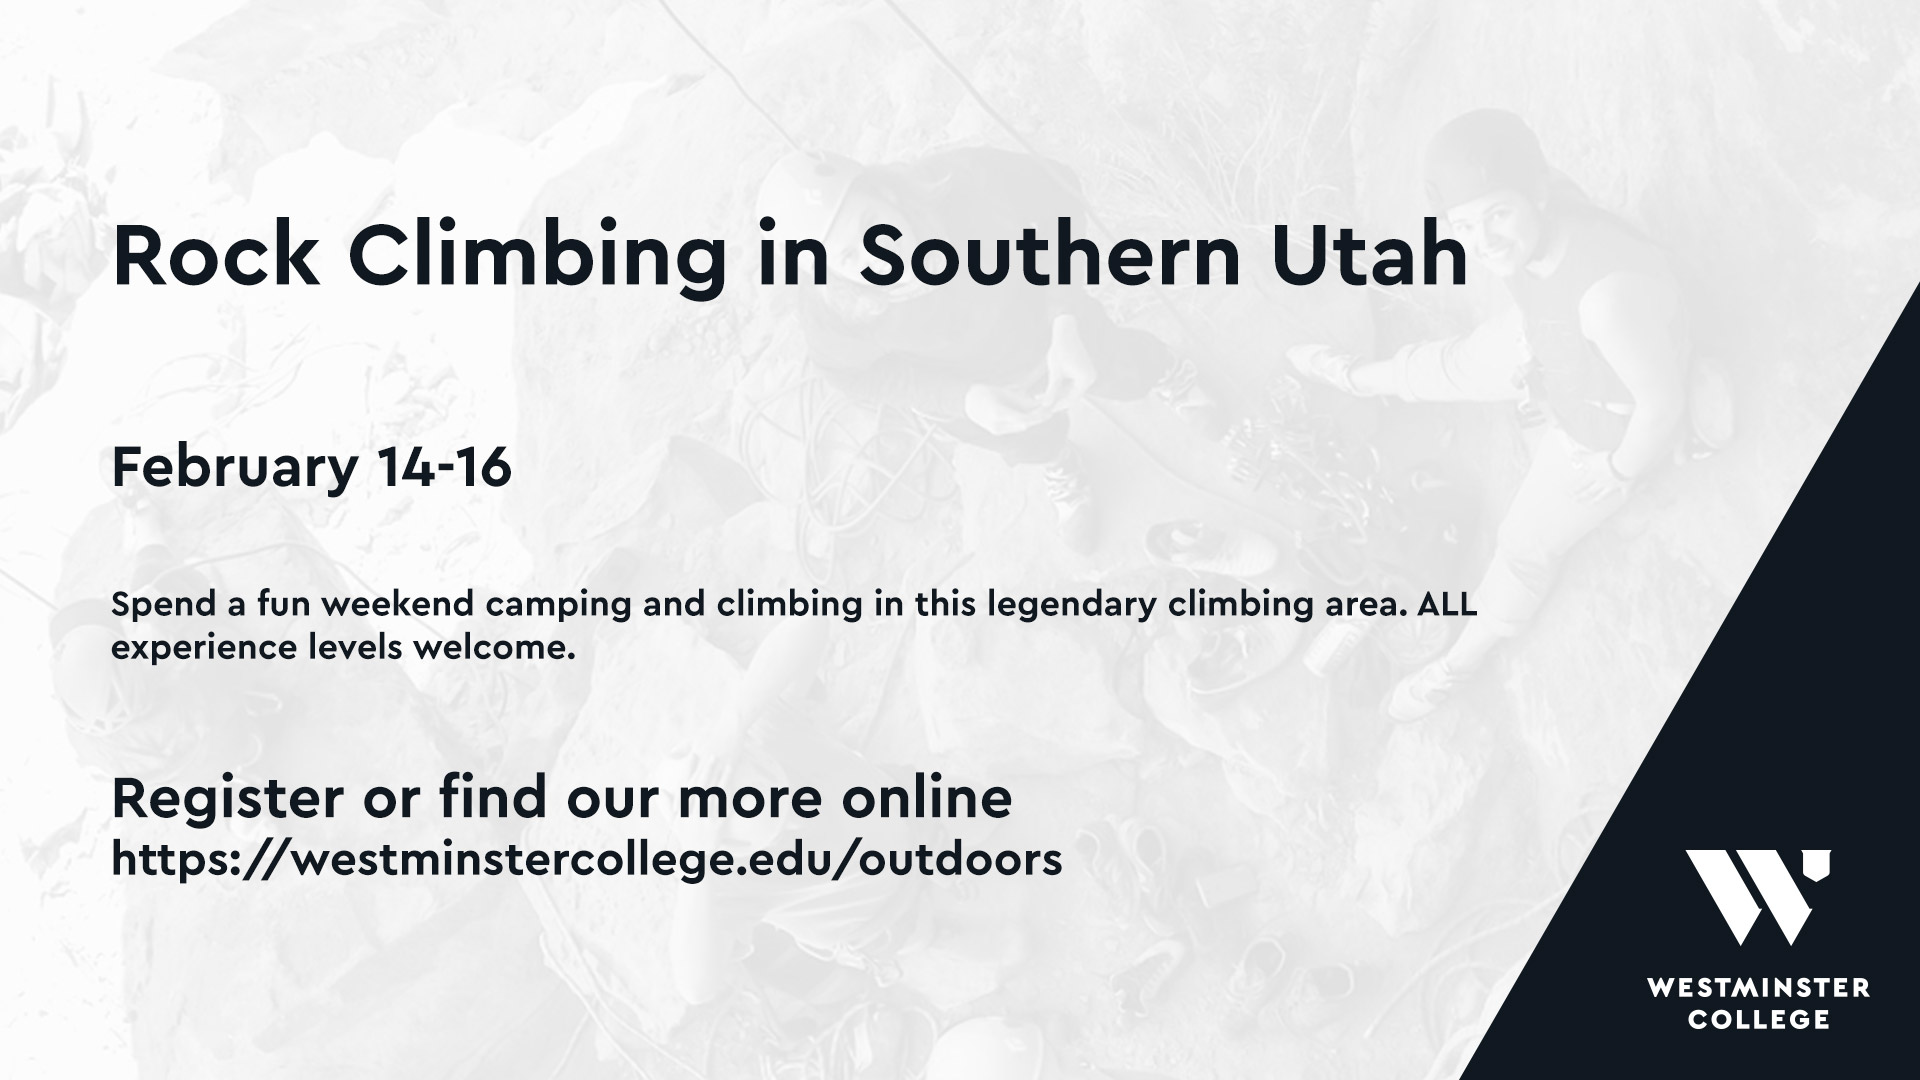 Rock Climbing in Southern Utah
February 14-16
Spend a fun weekend camping and climbing in this legendary climbing area. ALL
experience levels welcome.
Register or find our more online
https://westminstercollege.edu/outdoors
WESTMINSTER
COLLEGE